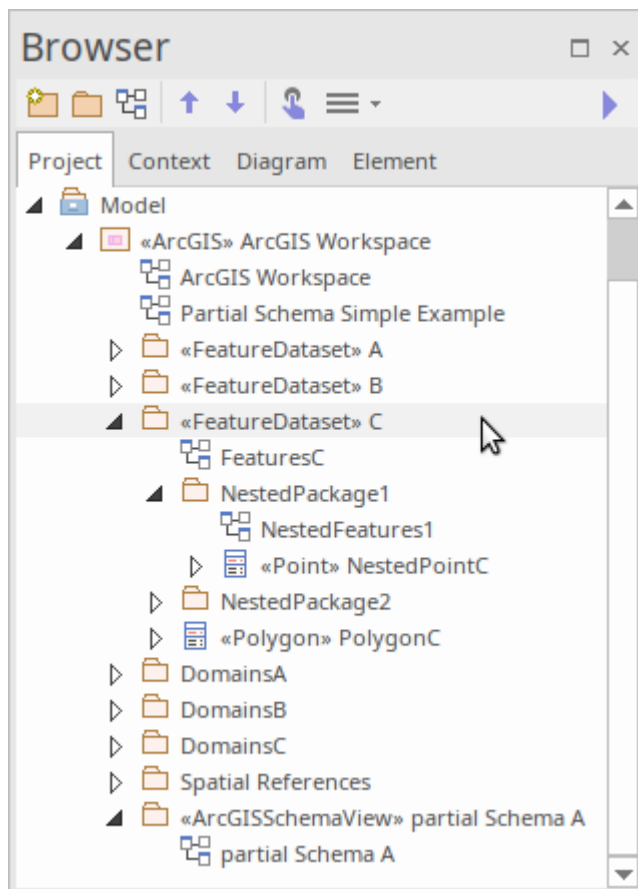 Browser
Project Context Diagram Element
Model
«ArcGIS» ArcGIS Workspace
ArcGIS Workspace
Partial Schema Simple Example
«FeatureDataset» A
«FeatureDataset» B
«FeatureDataset» C
FeaturesC
NestedPackage1
NestedFeatures1
«Point» NestedPointC
NestedPackage2
«Polygon» PolygonC
DomainsA
DomainsB
DomainsC
Spatial References
«ArcGISSchemaView» partial Schema A
partial Schema A